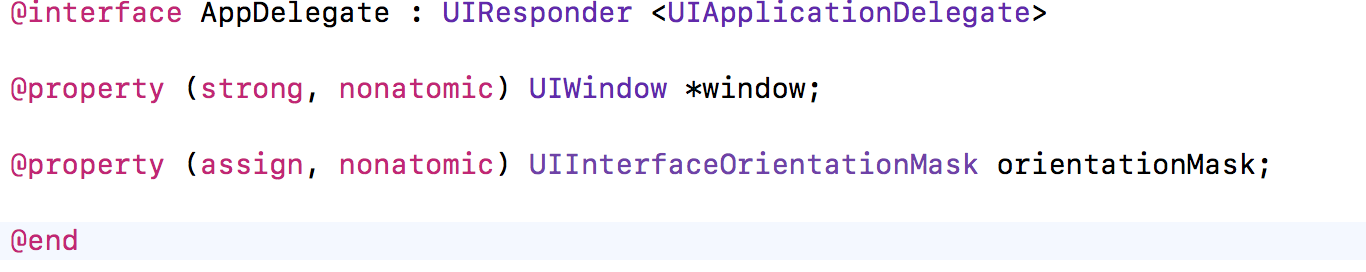 @interface AppDelegate : UIResponder <UIApplicationDelegate>
@property (strong, nonatomic) UIWindow *window;
@property (assign, nonatomic) UIInterfaceOrientationMask orientationMask;
@end